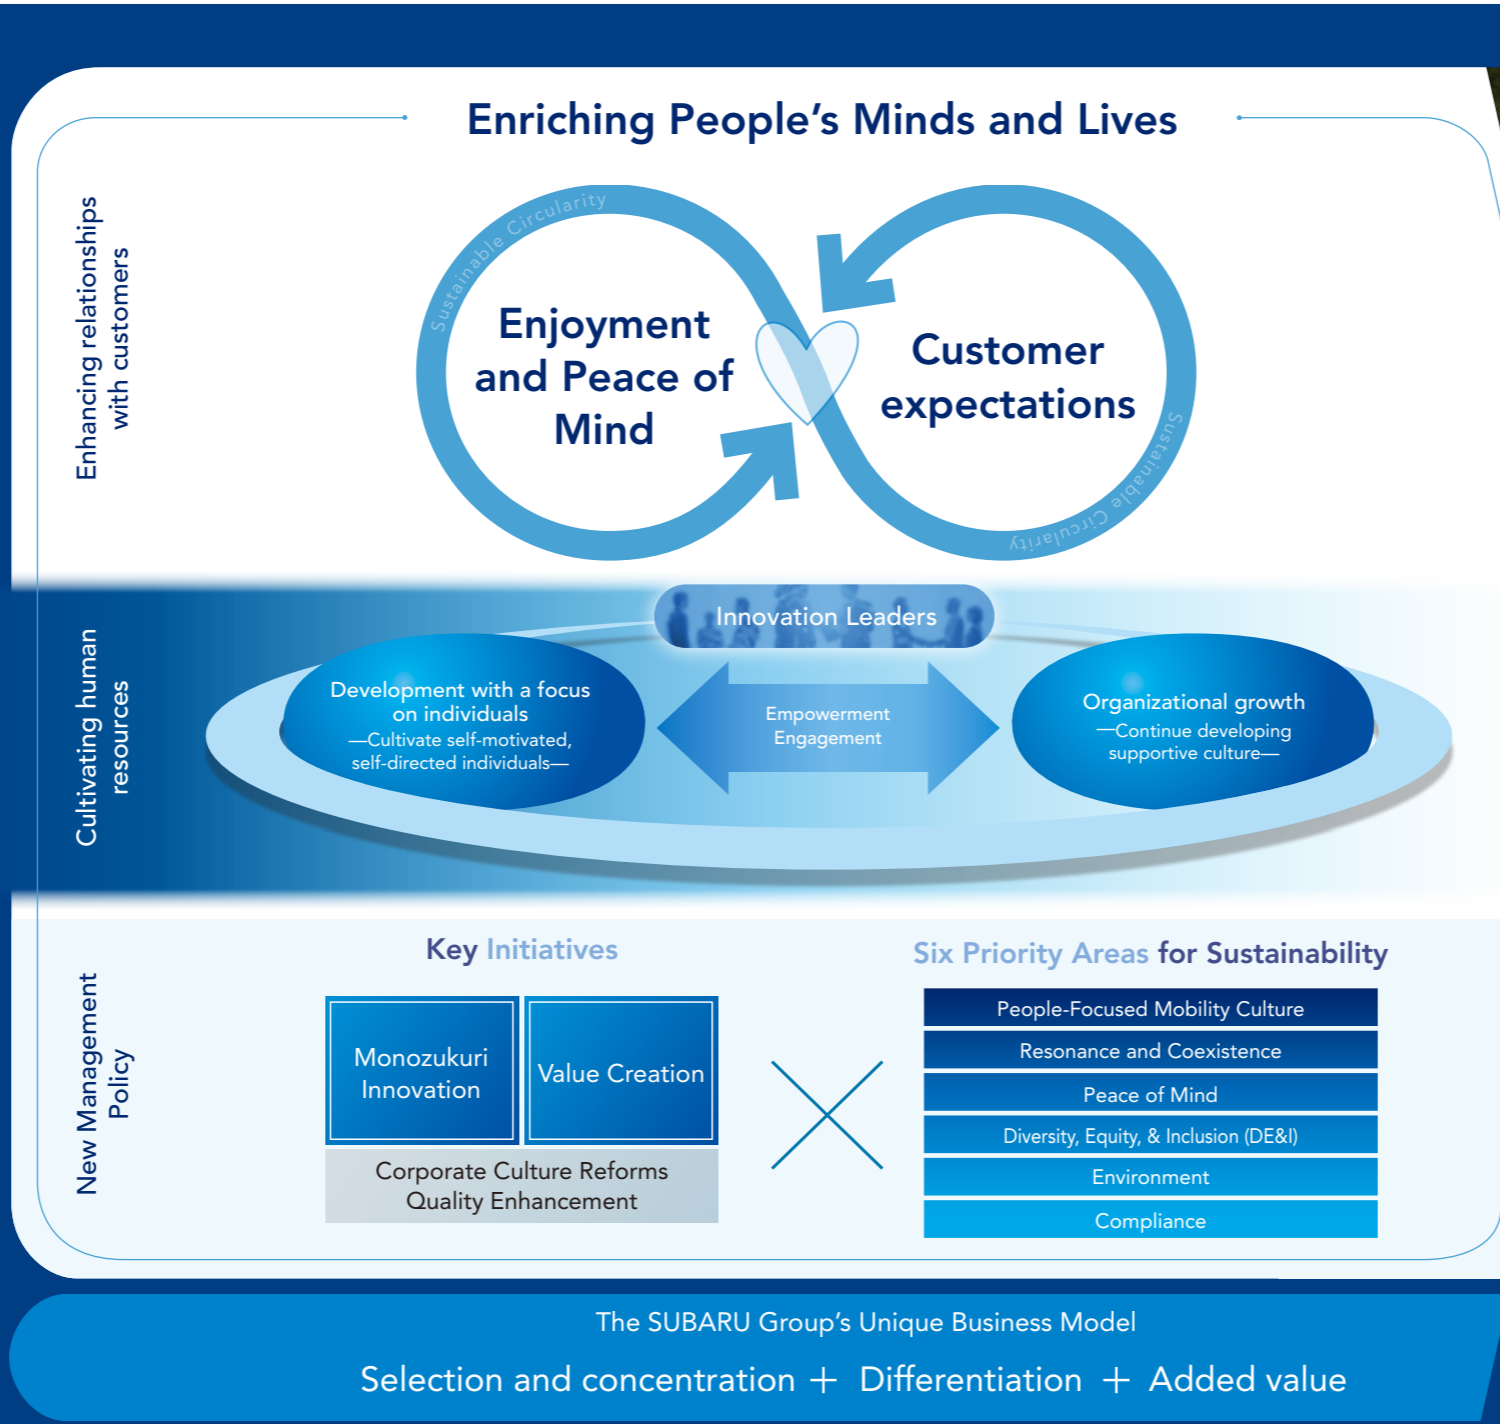 Enriching People's Minds and Lives
Enhancing relationships
with customers
Sustainable Circularity
Enjoyment
and Peace of
Mind
Customer
expectations
Sustainable Circularity
Cultivating human
resources
Innovation Leaders
Development with a focus
on individuals
—Cultivate self-motivated,
self-directed individuals—
Empowerment
Engagement
Organizational growth
—Continue developing
supportive culture—
New Management
Policy
Key Initiatives
Monozukuri
Innovation
Value Creation
Corporate Culture Reforms
Quality Enhancement
Six Priority Areas for Sustainability
People-Focused Mobility Culture
Resonance and Coexistence
Peace of Mind
Diversity, Equity, & Inclusion (DE&I)
Environment
Compliance
The SUBARU Group's Unique Business Model
Selection and concentration + Differentiation + Added value